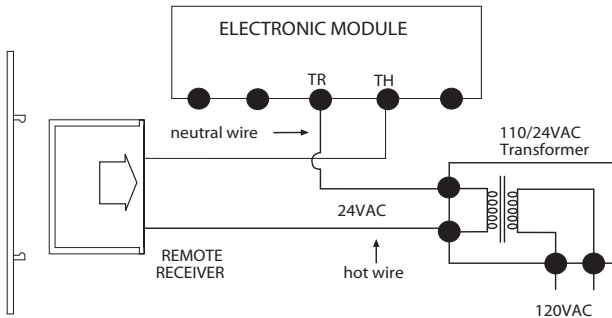 ELECTRONIC MODULE
TR
TH
neutral wire
110/24VAC
Transformer
24VAC
REMOTE
RECEIVER
hot wire
120VAC